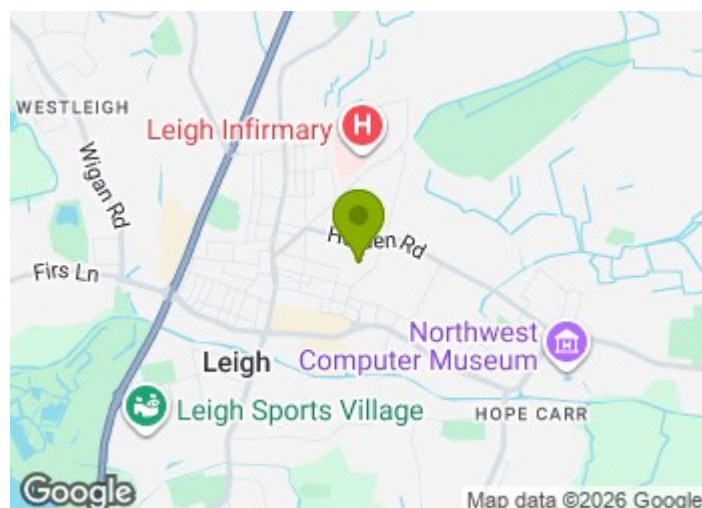 WESTLEIGH
Wigan Rd
Leigh Infirmary
H
Firs Ln
Northwest
Computer Museum
Leigh
Leigh Sports Village
HOPE CARR
Google
Map data ©2026 Google